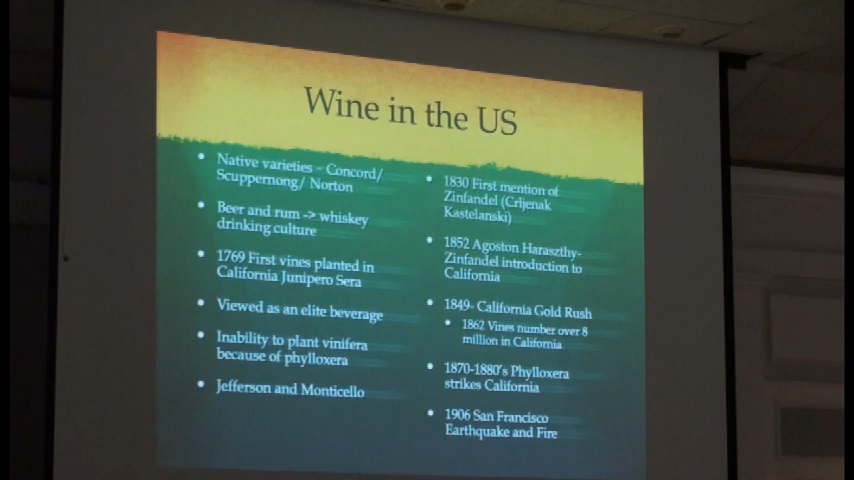 Wine in the US
Native varieties - Concord/
Scuppernong/ Norton
Beer and rum -> whiskey
drinking culture
1769 First vines planted in
California Junipero Sera
Viewed as an elite beverage
Inability to plant vinifera
because of phylloxera
Jefferson and Monticello
1830 First mention of
Zinfandel (Crljenak
Kastelanski)
1852 Agoston Haraszthy-
Zinfandel introduction to
California
1849- California Gold Rush
1862 Vines number over 8
million in California
1870-1880's Phylloxera
strikes California
1906 San Francisco
Earthquake and Fire